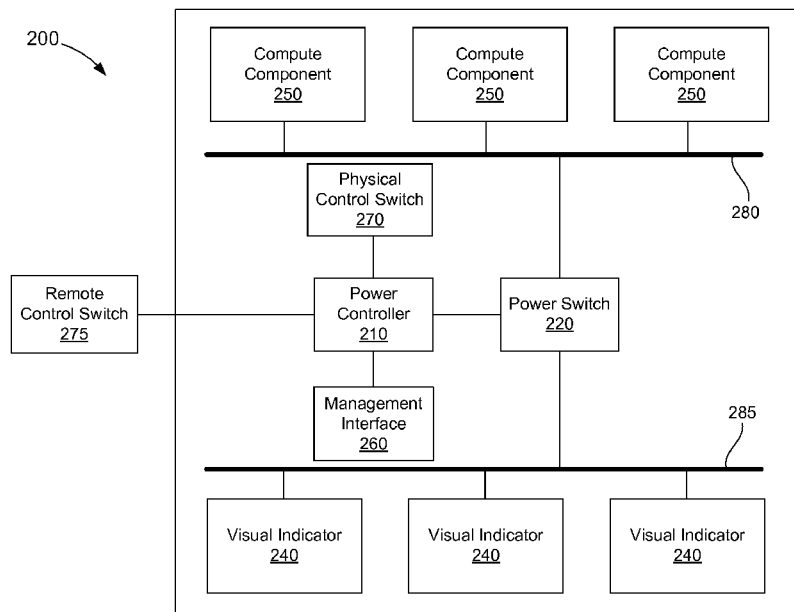 200
Compute
Component
250
Compute
Component
250
Compute
Component
250
280
Physical
Control Switch
270
Remote
Control Switch
275
Power
Controller
210
Power Switch
220
Management
Interface
260
285
Visual Indicator
240
Visual Indicator
240
Visual Indicator
240